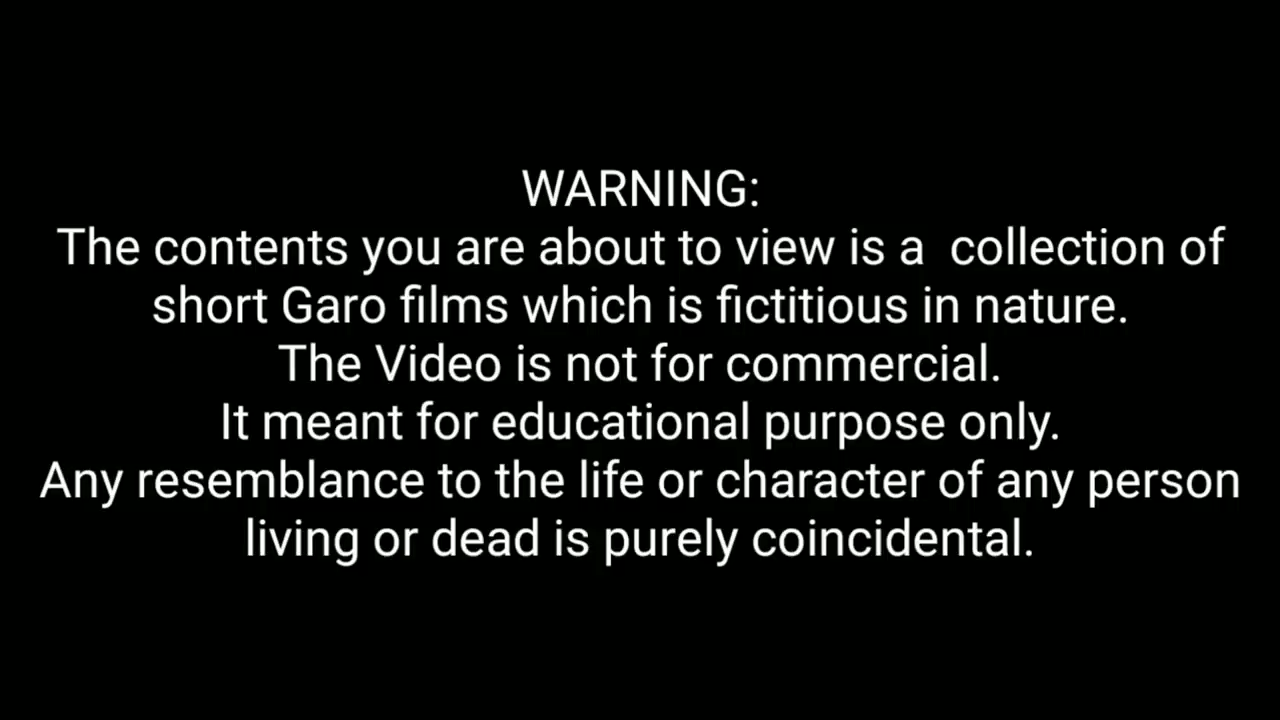 WARNING:
The contents you are about to view is a  collection of
short Garo films which is fictitious in nature.
The Video is not for commercial.
It meant for educational purpose only.
Any resemblance to the life or character of any person
living or dead is purely coincidental.